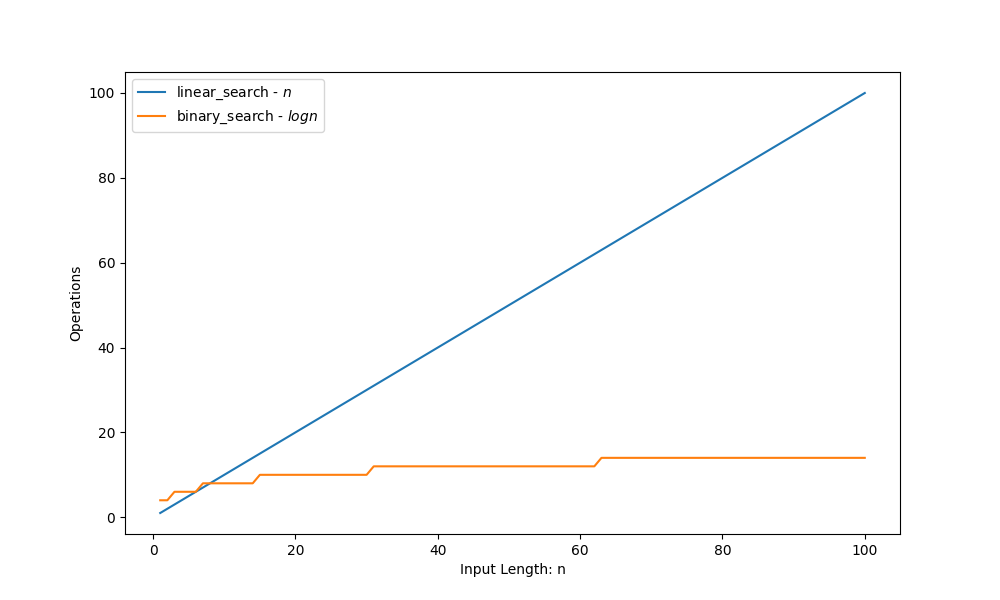 linear_search - n
binary_search - logn
100
80
60
40
20
0
Operations
0 20 40 60 80 100
Input Length: n